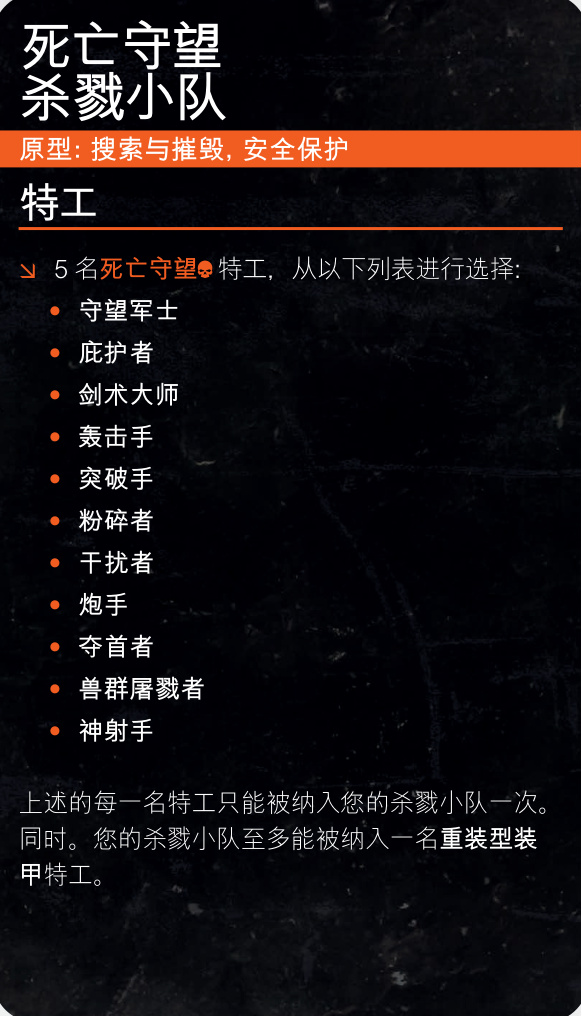 死亡守望
杀戮小队
原型: 搜索与摧毁, 安全保护
特工
5 名死亡守望 特工，从以下列表进行选择:
守望军士
庇护者
剑术大师
轰击手
突破手
粉碎者
干扰者
炮手
夺首者
兽群屠戮者
神射手
上述的每一名特工只能被纳入您的杀戮小队一次。
同时。您的杀戮小队至多能被纳入一名重装型装
甲特工。